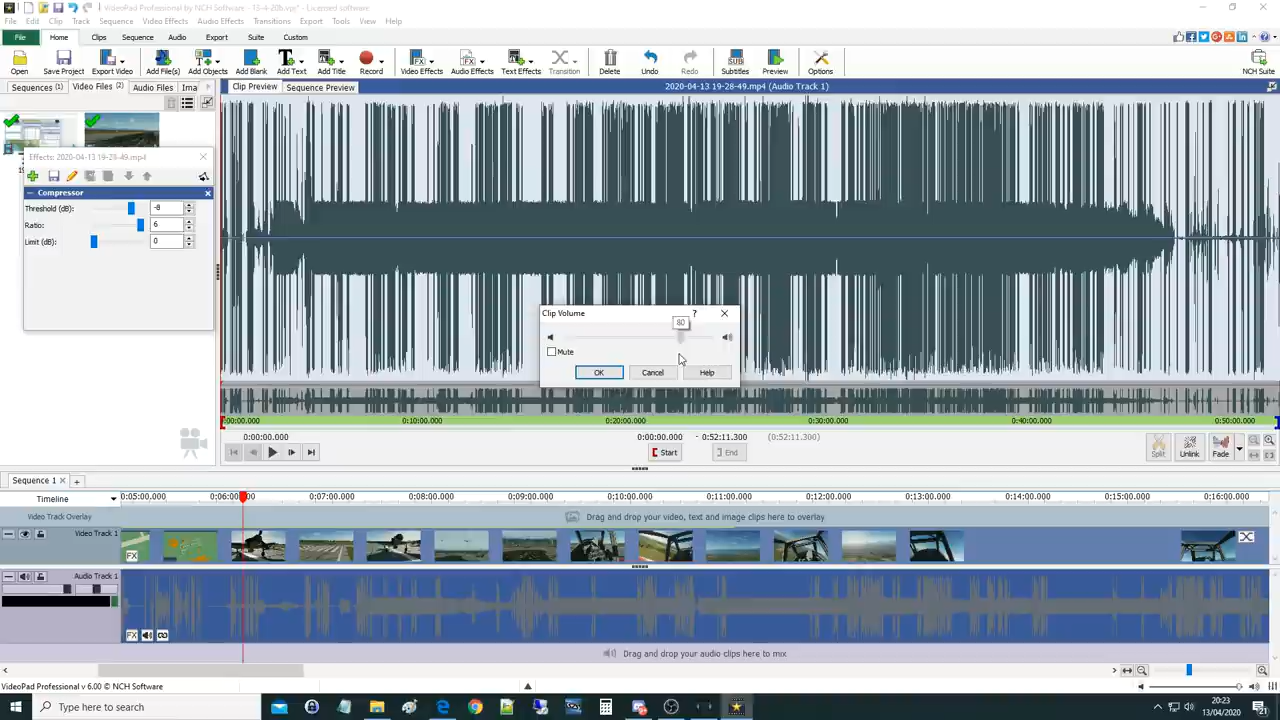 VideoPad Professional by NCH Software - 13-4-20b.vpj* - Licensed software
File Edit Clip Track Sequence Video Effects Audio Effects Transitions Export Tools View Help
File Home Clips Sequence Audio Export Suite Custom
Open Save Project Export Video Add File(s) Add Objects Add Blank Add Text Add Title Record Video Effects Audio Effects Text Effects Transition Delete Undo Redo Subtitles Preview Options NCH Suite
Sequences (1) Video Files (2) Audio Files Ima
Clip Preview Sequence Preview 2020-04-13 19-28-49.mp4 (Audio Track 1)
Effects: 2020-04-13 19-28-49.mp4
Compressor
Threshold (dB): -8
Ratio: 6
Limit (dB): 0
Clip Volume ?
80
Mute
OK Cancel Help
0:00:00.000 0:10:00.000 0:20:00.000 0:30:00.000 0:40:00.000 0:50:00.000
0:00:00.000 0:00:00.000 - 0:52:11.300 (0:52:11.300)
Start End Split Unlink Fade
Sequence 1
Timeline 0:05:00.000 0:06:00.000 0:07:00.000 0:08:00.000 0:09:00.000 0:10:00.000 0:11:00.000 0:12:00.000 0:13:00.000 0:14:00.000 0:15:00.000 0:16:00.000
Video Track Overlay Drag and drop your video, text and image clips here to overlay
Video Track 1
FX
Audio Track 1
FX
Drag and drop your audio clips here to mix
VideoPad Professional v 6.00 © NCH Software
Type here to search
20:23
13/04/2020